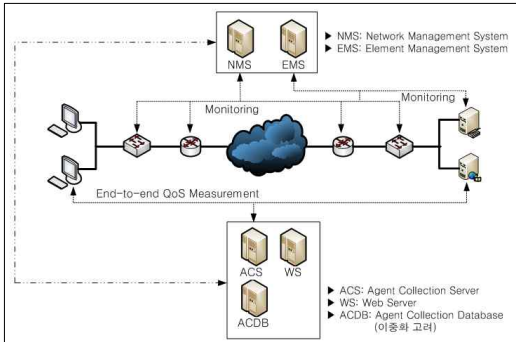 NMS
EMS
▶ NMS: Network Management System
▶ EMS: Element Management System
Monitoring
Monitoring
End-to-end QoS Measurement
ACS
WS
ACDB
▶ ACS: Agent Collection Server
▶ WS: Web Server
▶ ACDB: Agent Collection Database
(이중화 고려)